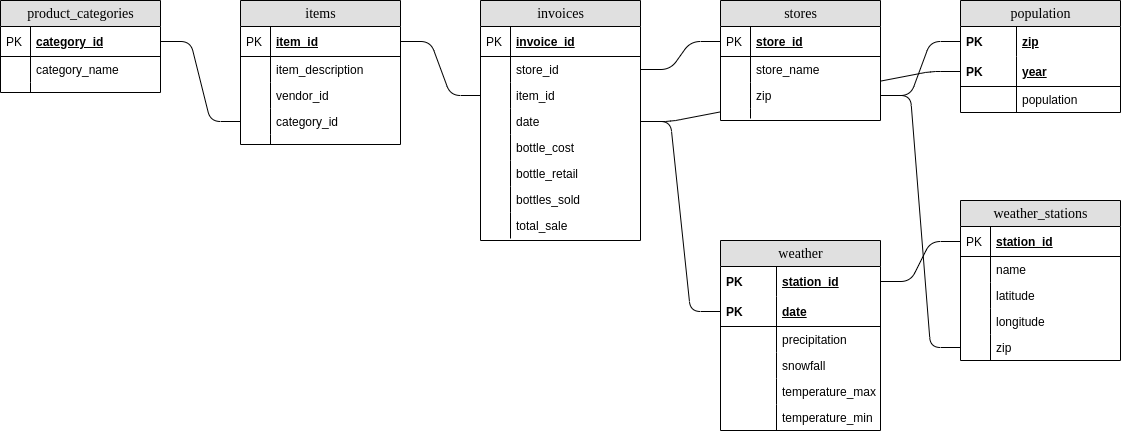 product_categories
PK category_id
category_name
items
PK item_id
item_description
vendor_id
category_id
invoices
PK invoice_id
store_id
item_id
date
bottle_cost
bottle_retail
bottles_sold
total_sale
stores
PK store_id
store_name
zip
population
PK zip
PK year
population
weather
PK station_id
PK date
precipitation
snowfall
temperature_max
temperature_min
weather_stations
PK station_id
name
latitude
longitude
zip